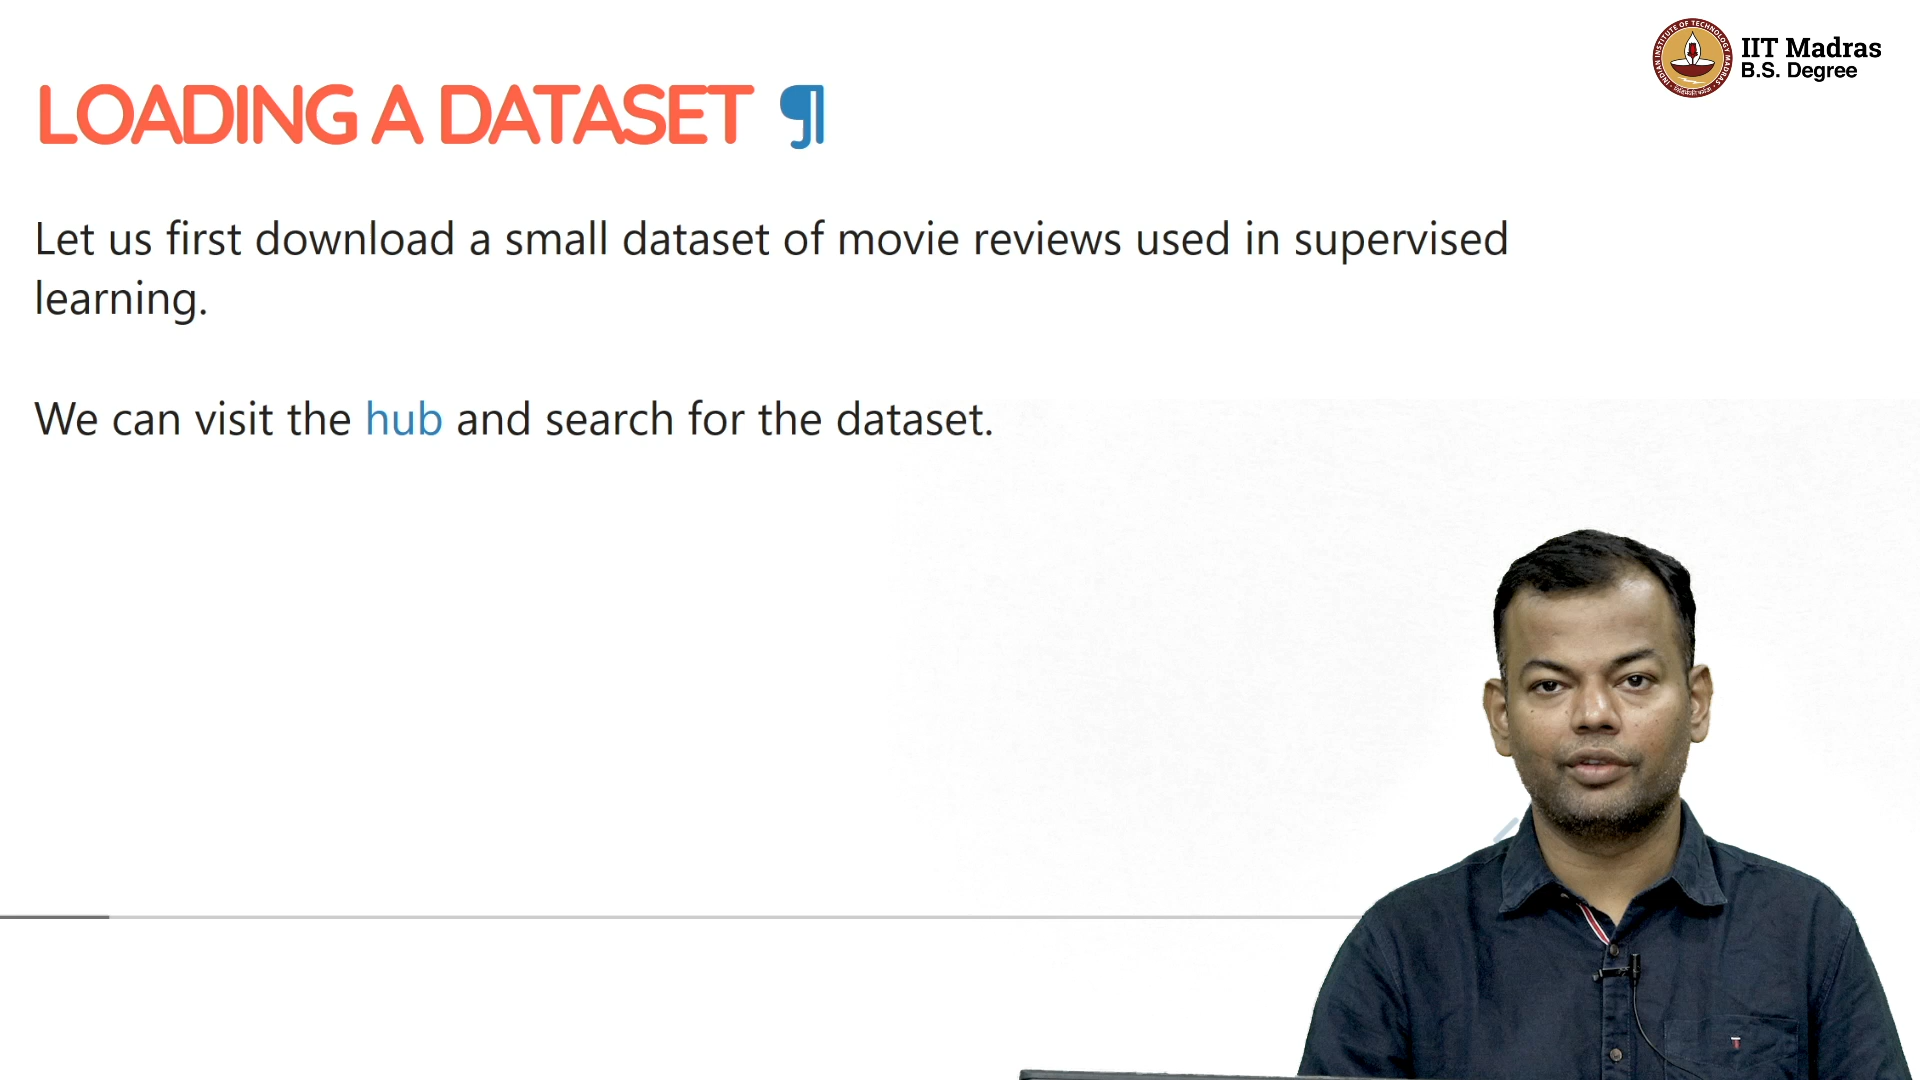 IIT Madras
B.S. Degree
LOADING A DATASET ¶
Let us first download a small dataset of movie reviews used in supervised
learning.
We can visit the hub and search for the dataset.